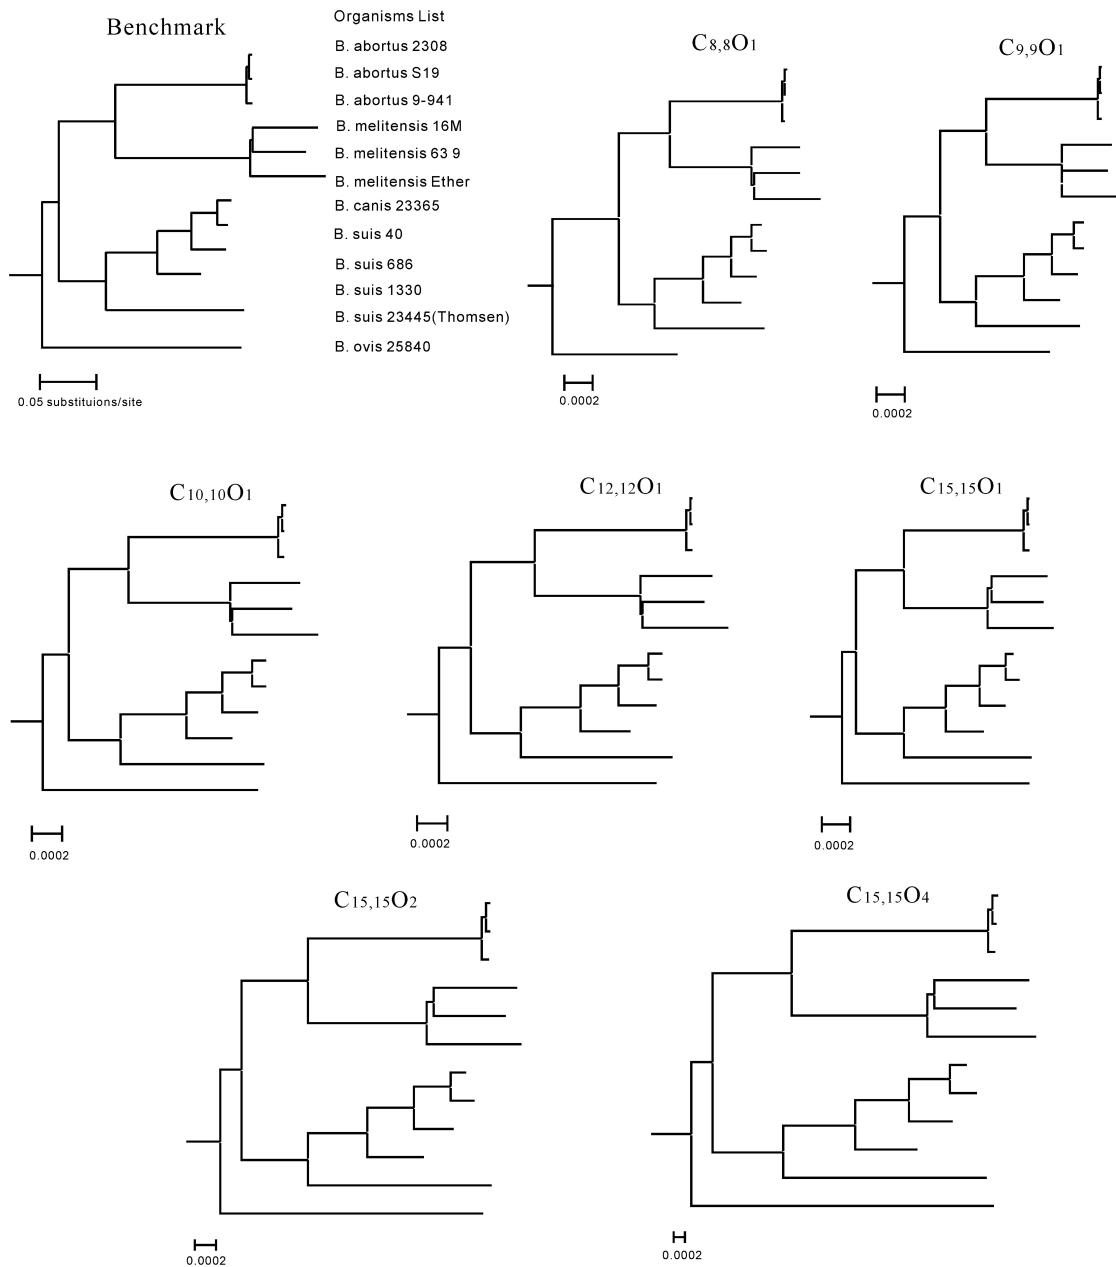 Benchmark
Organisms List
B. abortus 2308
B. abortus S19
B. abortus 9-941
B. melitensis 16M
B. melitensis 63 9
B. melitensis Ether
B. canis 23365
B. suis 40
B. suis 686
B. suis 1330
B. suis 23445(Thomsen)
B. ovis 25840
0.05 substituions/site
C8,8O1
0.0002
C9,9O1
0.0002
C10,10O1
0.0002
C12,12O1
0.0002
C15,15O1
0.0002
C15,15O2
0.0002
C15,15O4
0.0002